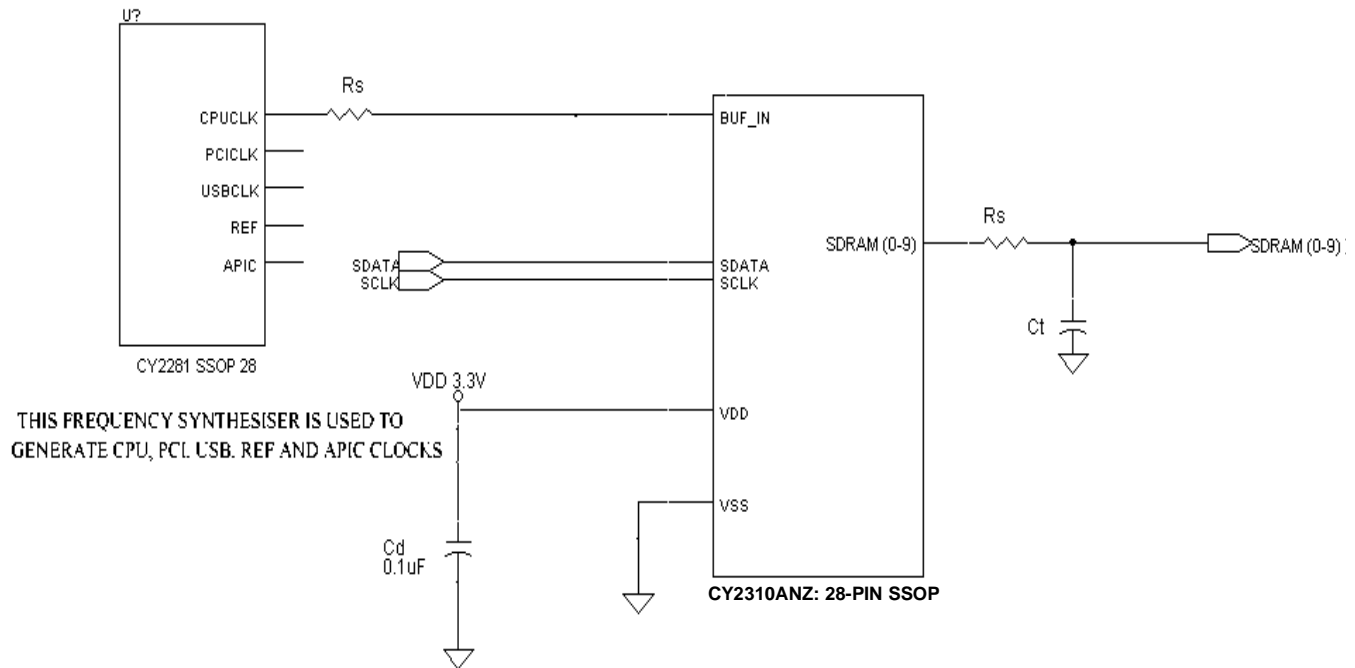 U?
Rs
CPUCLK
BUF_IN
PCICLK
USBCLK
Rs
REF
SDRAM (0-9)
SDRAM (0-9)
APIC
SDATA
SDATA
SCLK
SCLK
Ct
CY2281 SSOP 28
VDD 3.3V
VDD
THIS FREQUENCY SYNTHESISER IS USED TO
GENERATE CPU, PCI. USB. REF AND APIC CLOCKS
VSS
Cd
0.1uF
CY2310ANZ: 28-PIN SSOP